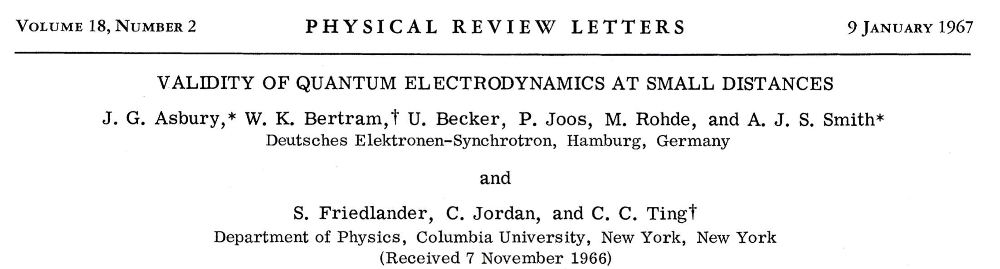 VOLUME 18, NUMBER 2 PHYSICAL REVIEW LETTERS 9 JANUARY 1967
VALIDITY OF QUANTUM ELECTRODYNAMICS AT SMALL DISTANCES
J. G. Asbury,* W. K. Bertram,† U. Becker, P. Joos, M. Rohde, and A. J. S. Smith*
Deutsches Elektronen-Synchrotron, Hamburg, Germany
and
S. Friedlander, C. Jordan, and C. C. Ting†
Department of Physics, Columbia University, New York, New York
(Received 7 November 1966)